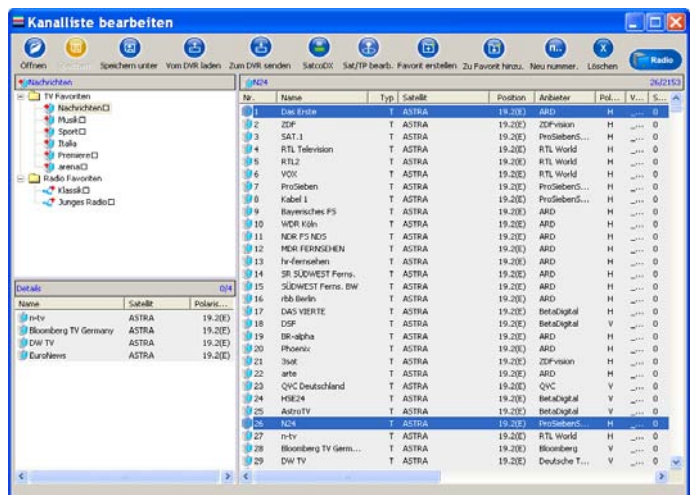 Kanalliste bearbeiten
Öffnen Speichern Speichern unter Vom DVR laden Zum DVR senden SatcoDX Sat/TP bearb. Favorit erstellen Zu Favorit hinzu. Neu nummer. Löschen Radio
Nachrichten
TV Favoriten
Nachrichten
Musik
Sport
Italia
Premiere
arena
Radio Favoriten
Klassik
Junges Radio
Details 0/4
Name Satellit Polaris...
n-tv ASTRA 19.2(E)
Bloomberg TV Germany ASTRA 19.2(E)
DW TV ASTRA 19.2(E)
EuroNews ASTRA 19.2(E)
N24 26/2153
Nr. Name Typ Satellit Position Anbieter Pol... V... S...
1 Das Erste T ASTRA 19.2(E) ARD H _... 0
2 ZDF T ASTRA 19.2(E) ZDFvision H _... 0
3 SAT.1 T ASTRA 19.2(E) ProSiebenS... H _... 0
4 RTL Television T ASTRA 19.2(E) RTL World H _... 0
5 RTL2 T ASTRA 19.2(E) RTL World H _... 0
6 VOX T ASTRA 19.2(E) RTL World H _... 0
7 ProSieben T ASTRA 19.2(E) ProSiebenS... H _... 0
8 Kabel 1 T ASTRA 19.2(E) ProSiebenS... H _... 0
9 Bayerisches FS T ASTRA 19.2(E) ARD H _... 0
10 WDR Köln T ASTRA 19.2(E) ARD H _... 0
11 NDR FS NDS T ASTRA 19.2(E) ARD H _... 0
12 MDR FERNSEHEN T ASTRA 19.2(E) ARD H _... 0
13 hr-fernsehen T ASTRA 19.2(E) ARD H _... 0
14 SR SÜDWEST Ferns. T ASTRA 19.2(E) ARD H _... 0
15 SÜDWEST Ferns. BW T ASTRA 19.2(E) ARD H _... 0
16 rbb Berlin T ASTRA 19.2(E) ARD H _... 0
17 DAS VIERTE T ASTRA 19.2(E) BetaDigital H _... 0
18 DSF T ASTRA 19.2(E) BetaDigital V _... 0
19 BR-alpha T ASTRA 19.2(E) ARD H _... 0
20 Phoenix T ASTRA 19.2(E) ARD H _... 0
21 3sat T ASTRA 19.2(E) ZDFvision H _... 0
22 arte T ASTRA 19.2(E) ARD H _... 0
23 QVC Deutschland T ASTRA 19.2(E) QVC V _... 0
24 HSE24 T ASTRA 19.2(E) BetaDigital V _... 0
25 AstroTV T ASTRA 19.2(E) BetaDigital V _... 0
26 N24 T ASTRA 19.2(E) ProSiebenS... H _... 0
27 n-tv T ASTRA 19.2(E) RTL World H _... 0
28 Bloomberg TV Germ... T ASTRA 19.2(E) Bloomberg V _... 0
29 DW TV T ASTRA 19.2(E) Deutsche T... V _... 0